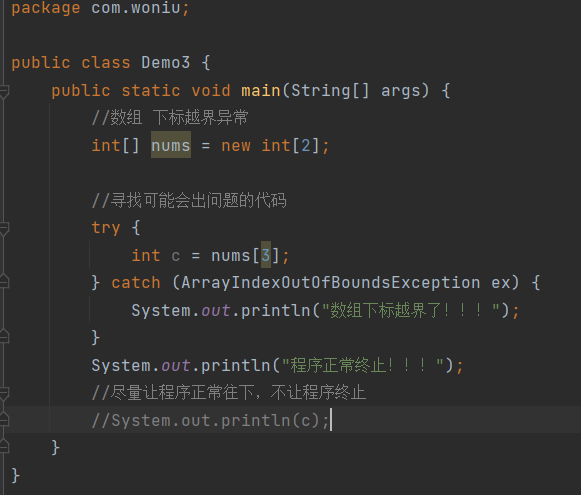 package com.woniu;
public class Demo3 {
public static void main(String[] args) {
//数组 下标越界异常
int[] nums = new int[2];
//寻找可能会出问题的代码
try {
int c = nums[3];
} catch (ArrayIndexOutOfBoundsException ex) {
System.out.println("数组下标越界了！！！");
}
System.out.println("程序正常终止！！！");
//尽量让程序正常往下，不让程序终止
//System.out.println(c);
}
}